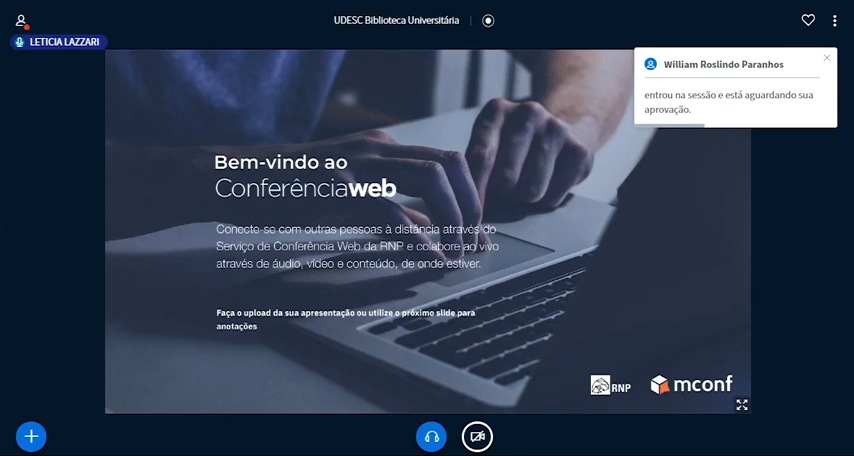 UDESC Biblioteca Universitária
LETICIA LAZZARI
William Roslindo Paranhos
entrou na sessão e está aguardando sua
aprovação.
Bem-vindo ao
Conferênciaweb
Conecte-se com outras pessoas à distância através do
Serviço de Conferência Web da RNP e colabore ao vivo
através de áudio, vídeo e conteúdo, de onde estiver.
Faça o upload da sua apresentação ou utilize o próximo slide para
anotações
RNP
mconf